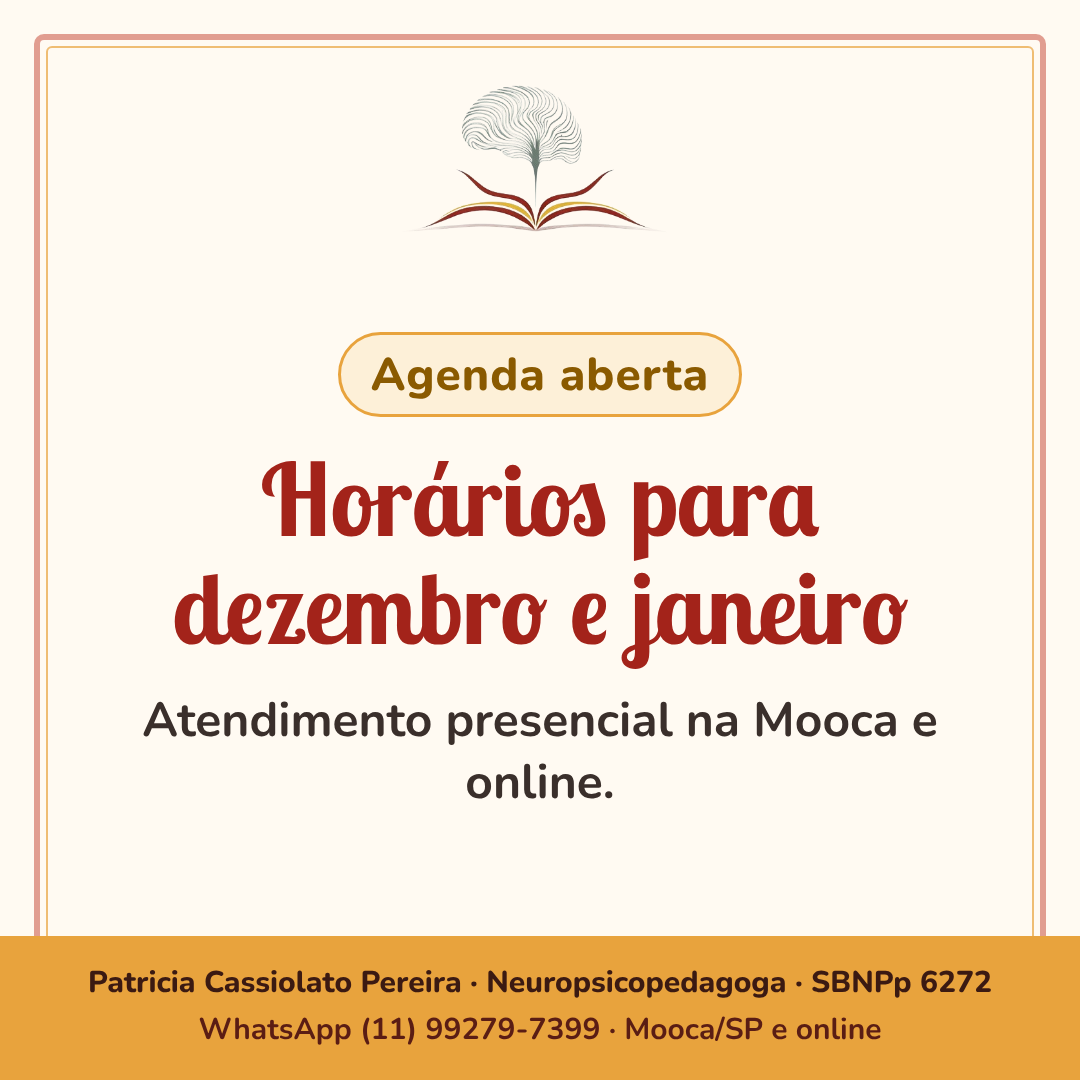 Agenda aberta
Horários para
dezembro e janeiro
Atendimento presencial na Mooca e
online.
Patricia Cassiolato Pereira · Neuropsicopedagoga · SBNPp 6272
WhatsApp (11) 99279-7399 · Mooca/SP e online